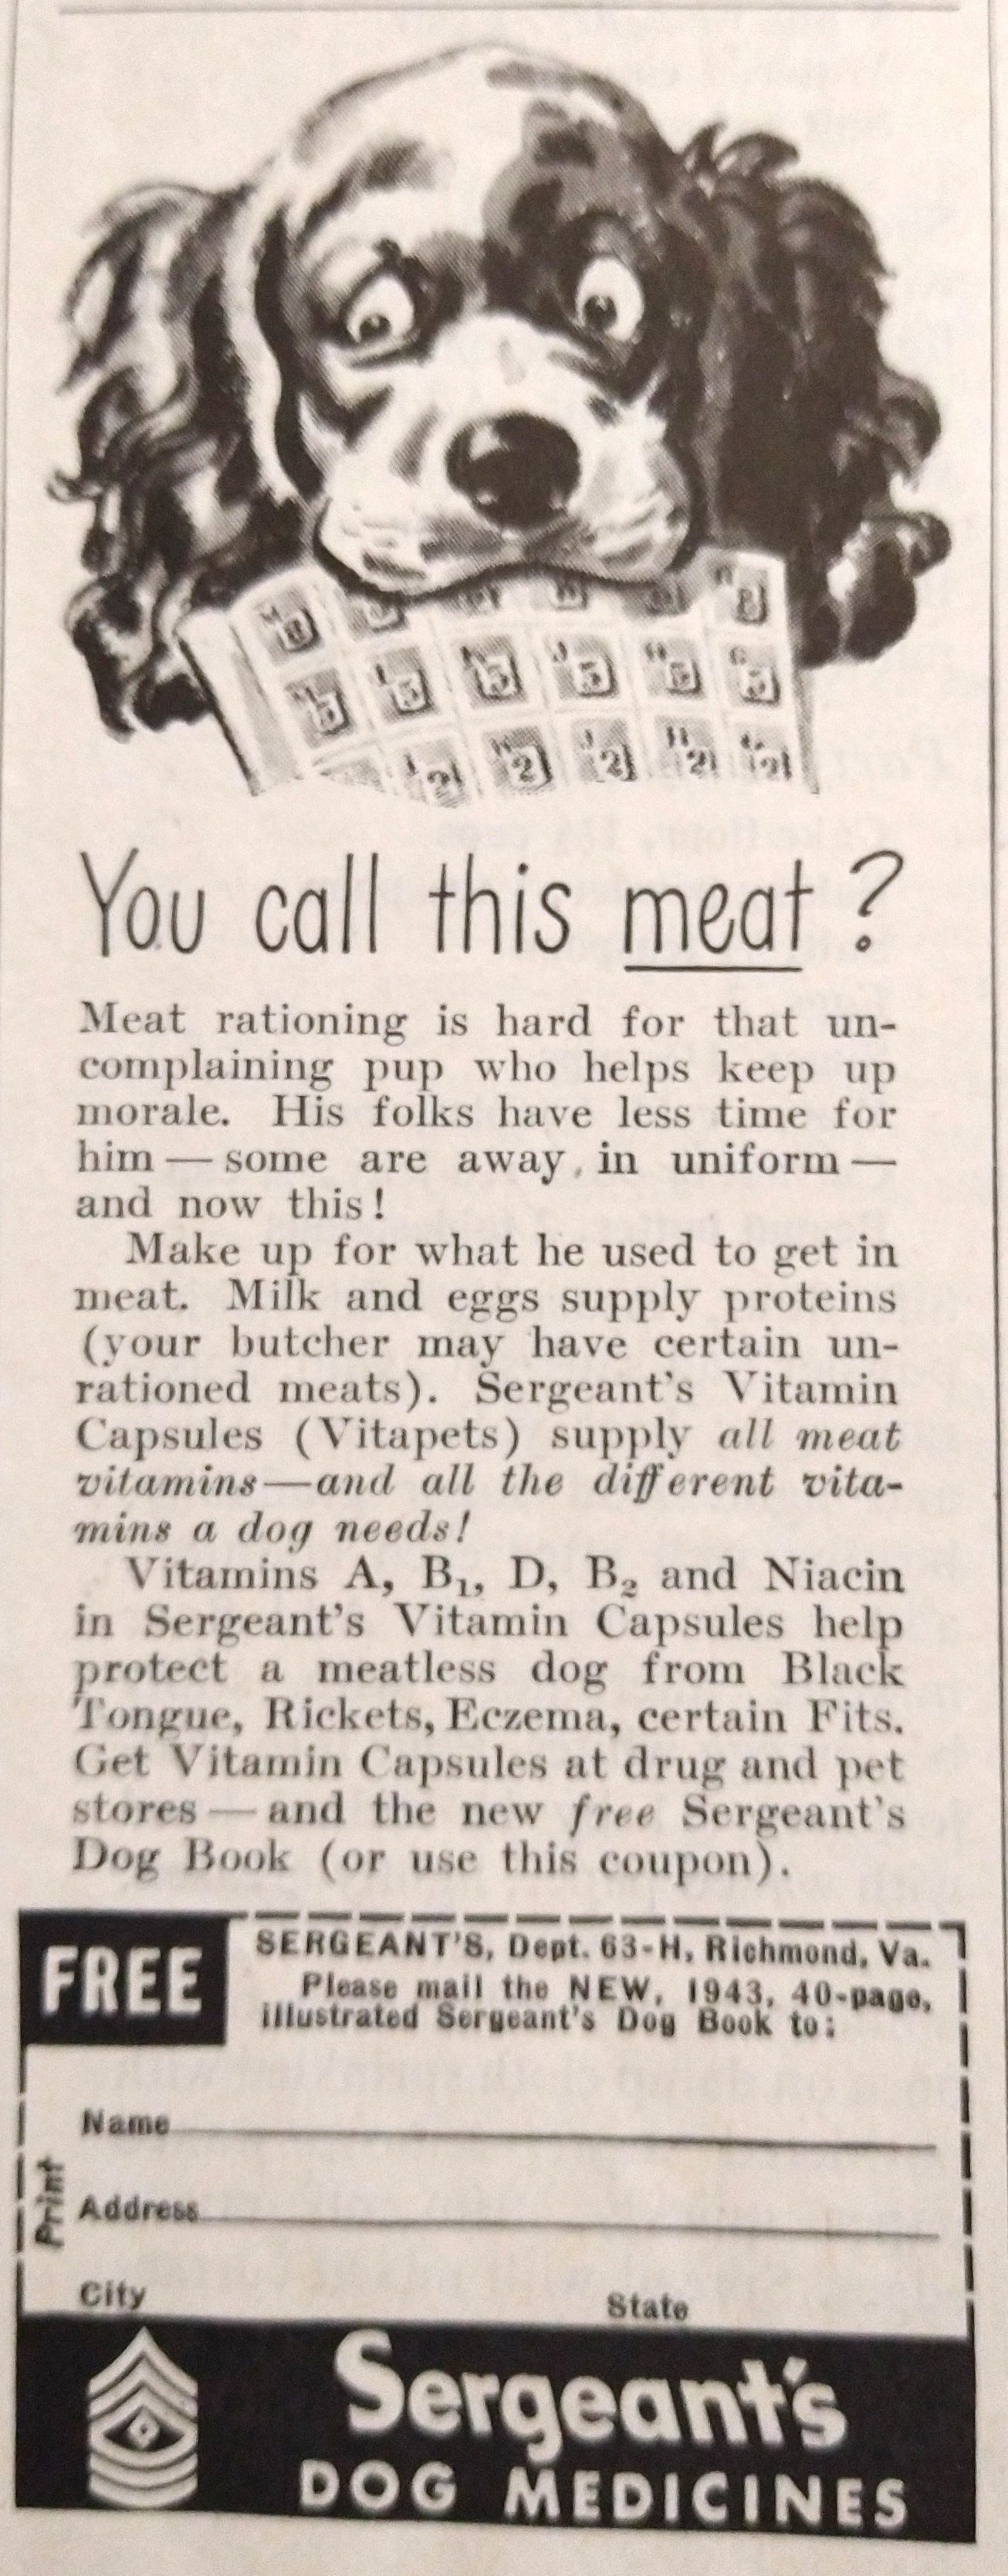 You call this meat?
Meat rationing is hard for that un-
complaining pup who helps keep up
morale. His folks have less time for
him — some are away in uniform —
and now this!
Make up for what he used to get in
meat. Milk and eggs supply proteins
(your butcher may have certain un-
rationed meats). Sergeant's Vitamin
Capsules (Vitapets) supply all meat
vitamins—and all the different vita-
mins a dog needs!
Vitamins A, B₁, D, B₂ and Niacin
in Sergeant's Vitamin Capsules help
protect a meatless dog from Black
Tongue, Rickets, Eczema, certain Fits.
Get Vitamin Capsules at drug and pet
stores — and the new free Sergeant's
Dog Book (or use this coupon).
FREE
SERGEANT'S, Dept. 63-H, Richmond, Va.
Please mail the NEW, 1943, 40-page,
illustrated Sergeant's Dog Book to:
Print
Name
Address
City State
Sergeant's
DOG MEDICINES